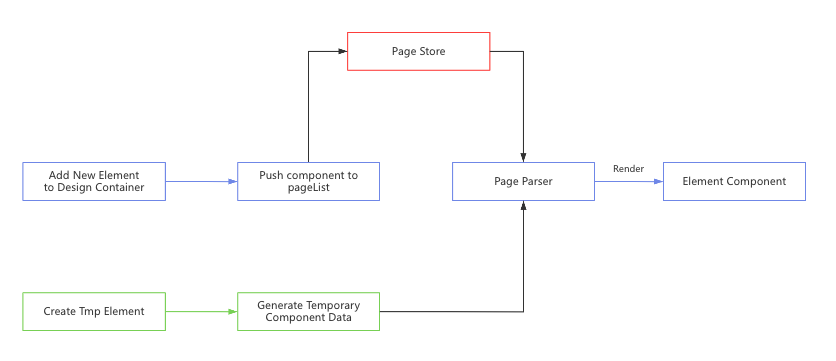 Page Store
Add New Element
to Design Container
Push component to
pageList
Page Parser
Render
Element Component
Create Tmp Element
Generate Temporary
Component Data